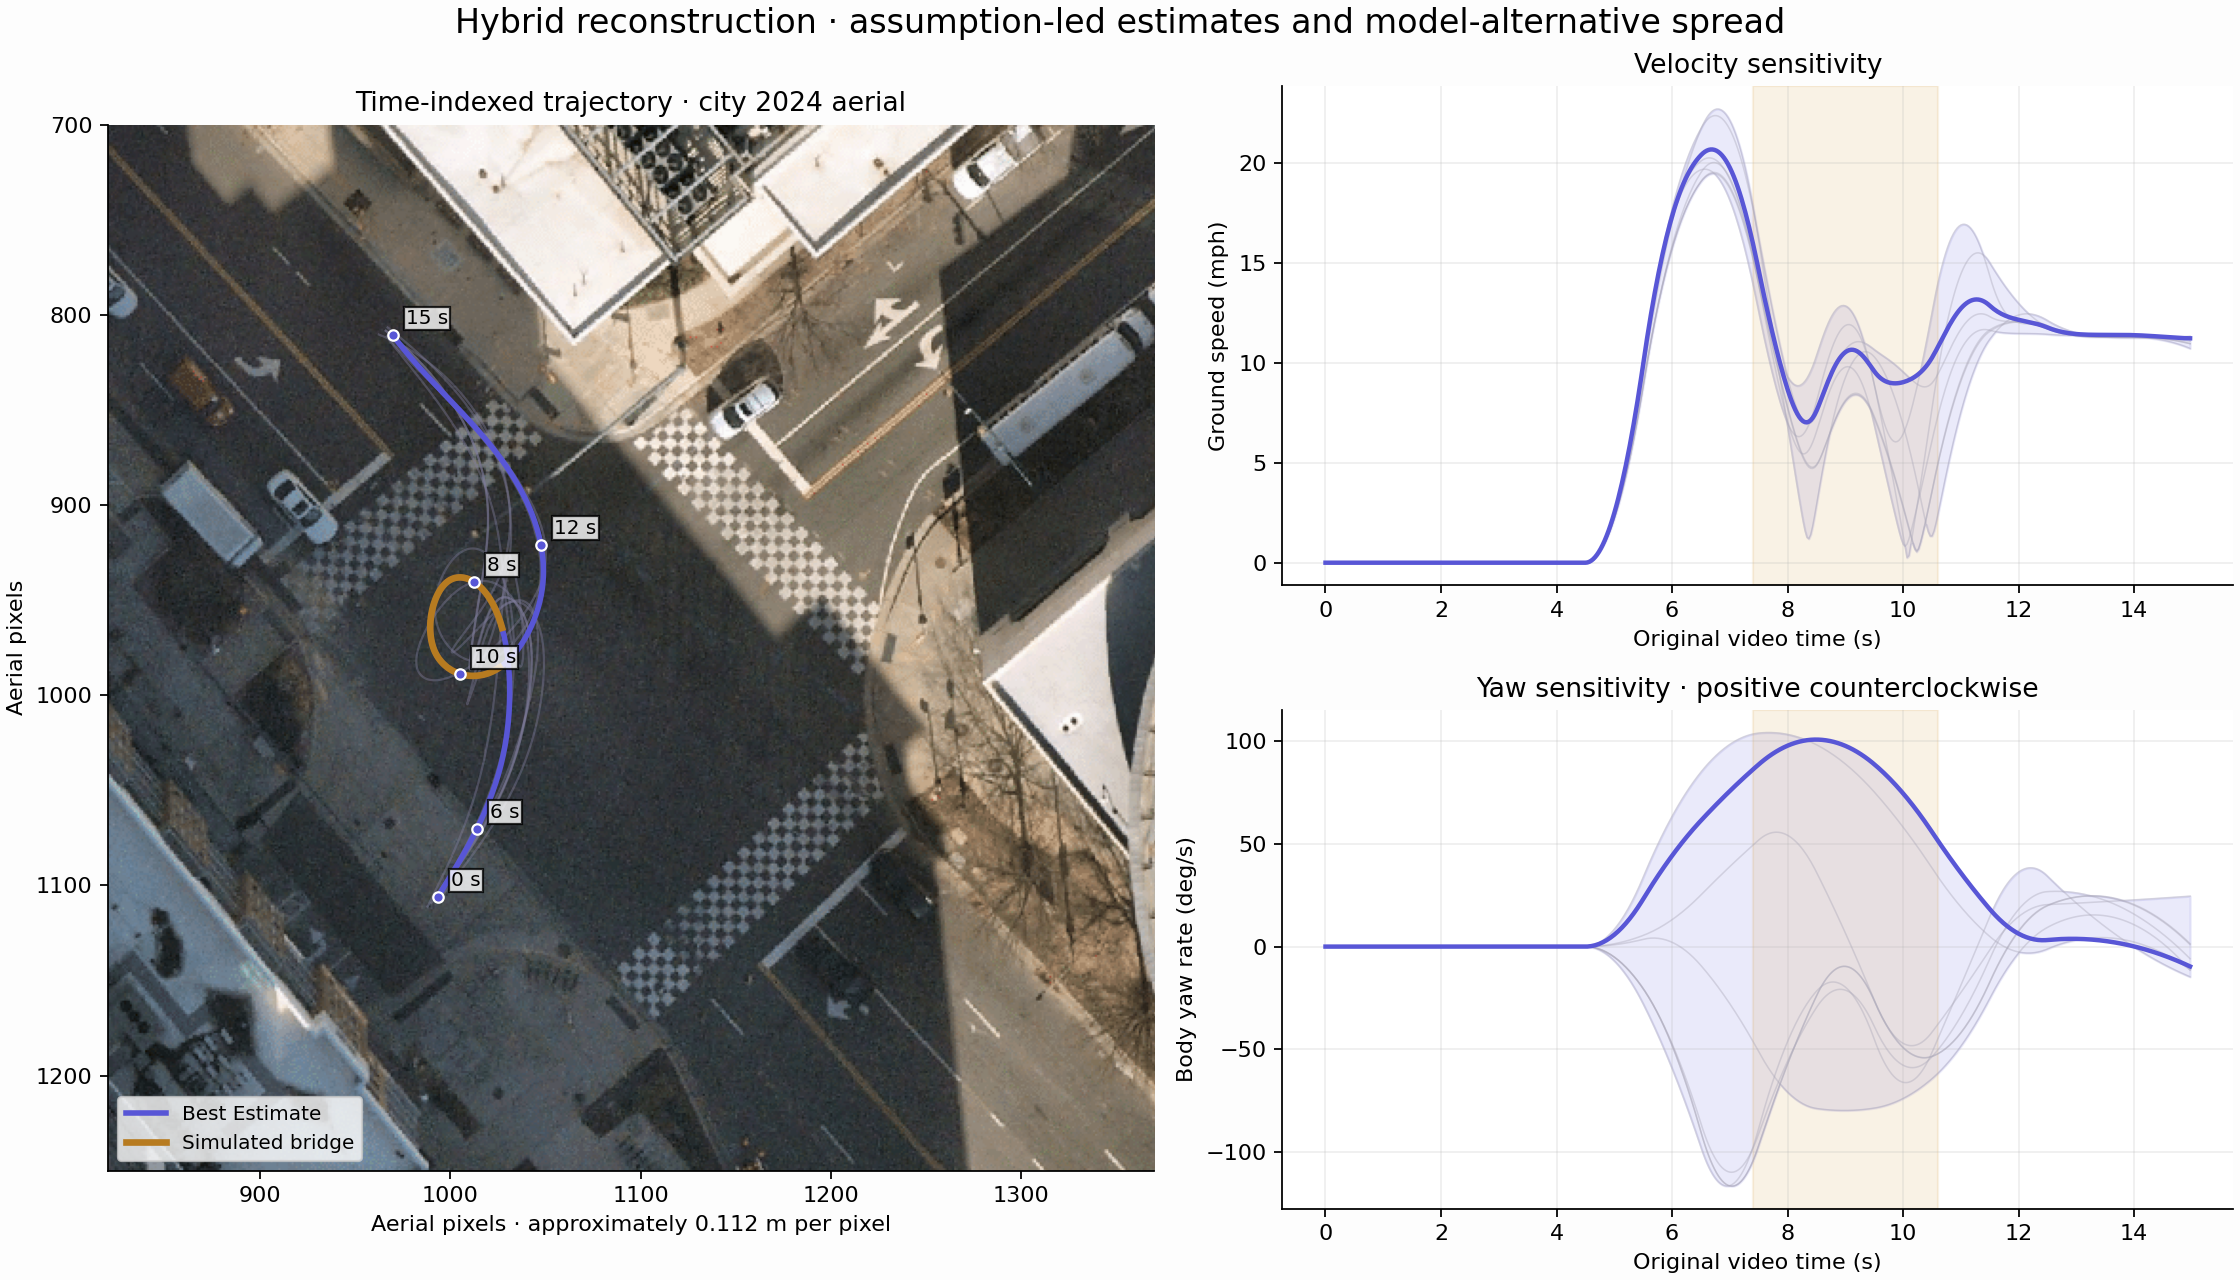 Hybrid reconstruction · assumption-led estimates and model-alternative spread
Time-indexed trajectory · city 2024 aerial
700
800
900
1000
1100
1200
Aerial pixels
15 s
12 s
8 s
10 s
6 s
0 s
Best Estimate
Simulated bridge
900
1000
1100
1200
1300
Aerial pixels · approximately 0.112 m per pixel
Velocity sensitivity
20
15
10
5
0
Ground speed (mph)
0
2
4
6
8
10
12
14
Original video time (s)
Yaw sensitivity · positive counterclockwise
100
50
0
−50
−100
Body yaw rate (deg/s)
0
2
4
6
8
10
12
14
Original video time (s)